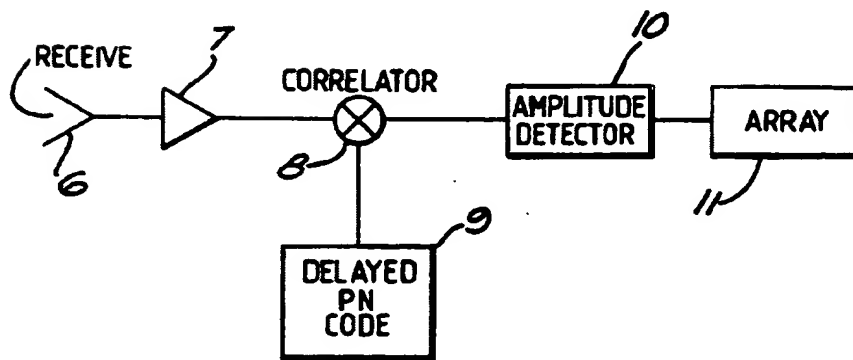 7
10
RECEIVE
CORRELATOR
AMPLITUDE
DETECTOR
ARRAY
6
8
11
9
DELAYED
PN
CODE